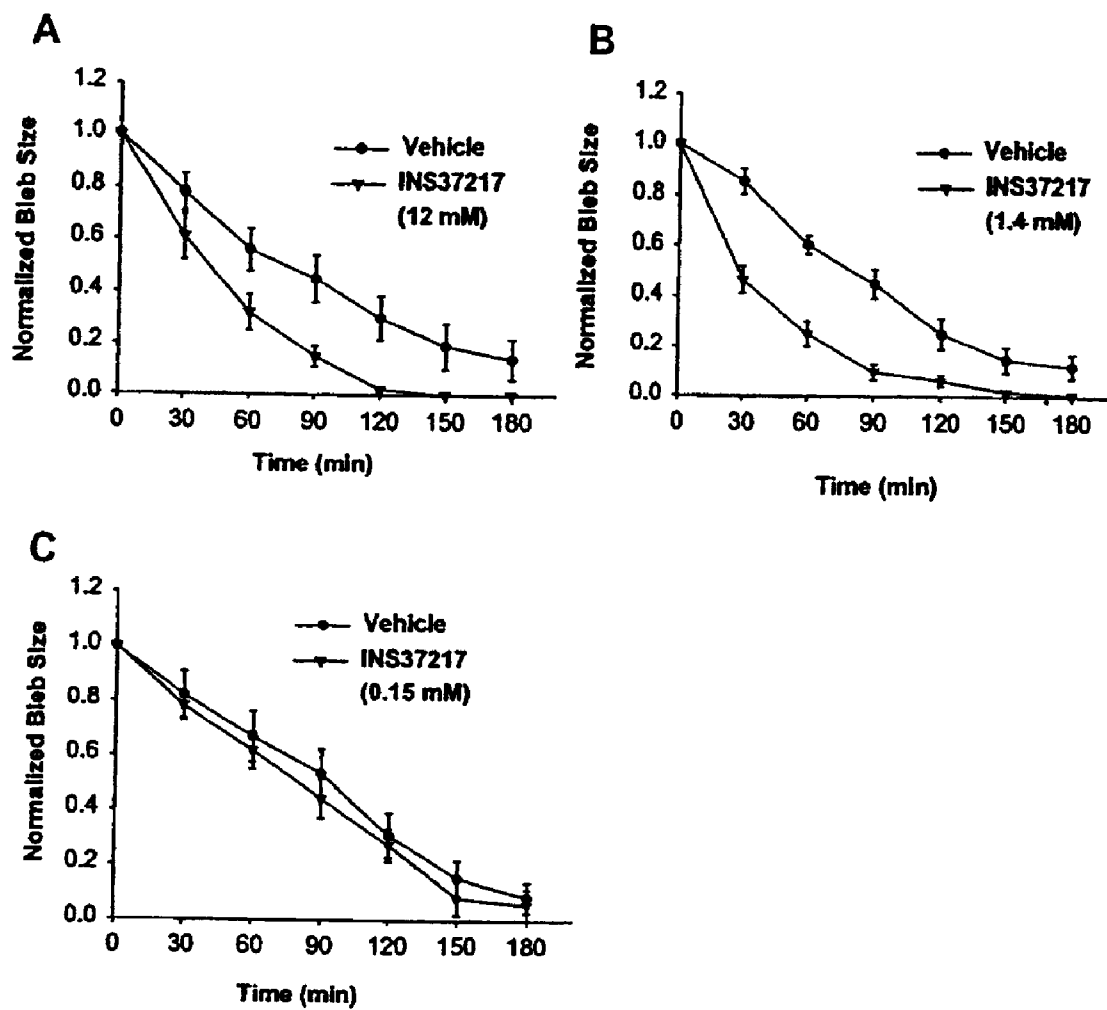 A
Normalized Bleb Size
1.2
1.0
0.8
0.6
0.4
0.2
0.0
Vehicle
INS37217
(12 mM)
0 30 60 90 120 150 180
Time (min)
B
Normalized Bleb Size
1.2
1.0
0.8
0.6
0.4
0.2
0.0
Vehicle
INS37217
(1.4 mM)
0 30 60 90 120 150 180
Time (min)
C
Normalized Bleb Size
1.2
1.0
0.8
0.6
0.4
0.2
0.0
Vehicle
INS37217
(0.15 mM)
0 30 60 90 120 150 180
Time (min)